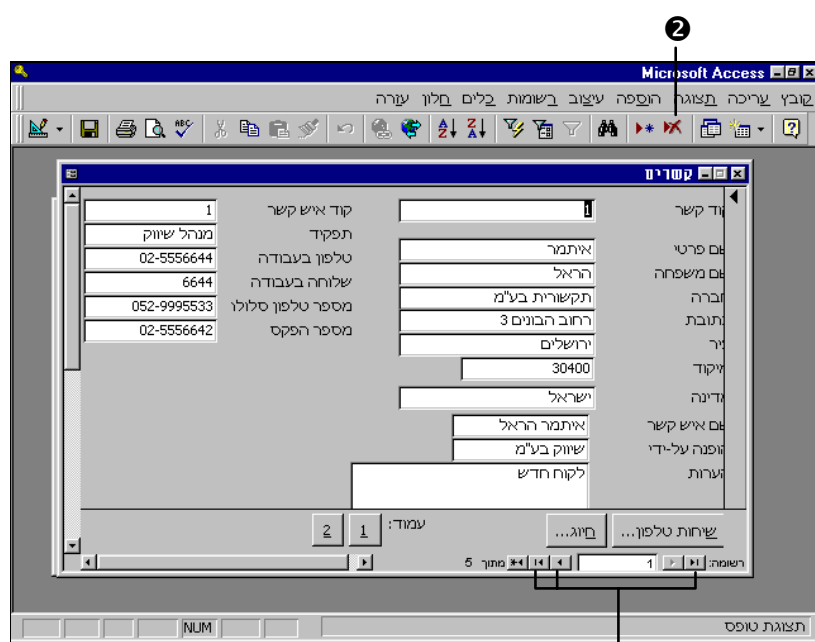 ❷
Microsoft Access
קובץ עריכה תצוגה הוספה עיצוב רשומות כלים חלון עזרה
קשרים
קוד קשר 1
שם פרטי איתמר
שם משפחה הראל
חברה תקשורית בע"מ
כתובת רחוב הבונים 3
עיר ירושלים
מיקוד 30400
מדינה ישראל
שם איש קשר איתמר הראל
הופנה על-ידי שיווק בע"מ
הערות לקוח חדש
קוד איש קשר 1
תפקיד מנהל שיווק
טלפון בעבודה 02-5556644
שלוחה בעבודה 6644
מספר טלפון סלולו 052-9995533
מספר הפקס 02-5556642
שיחות טלפון... חיוג... עמוד: 1 2
רשומה: 1 מתוך 5
תצוגת טופס NUM